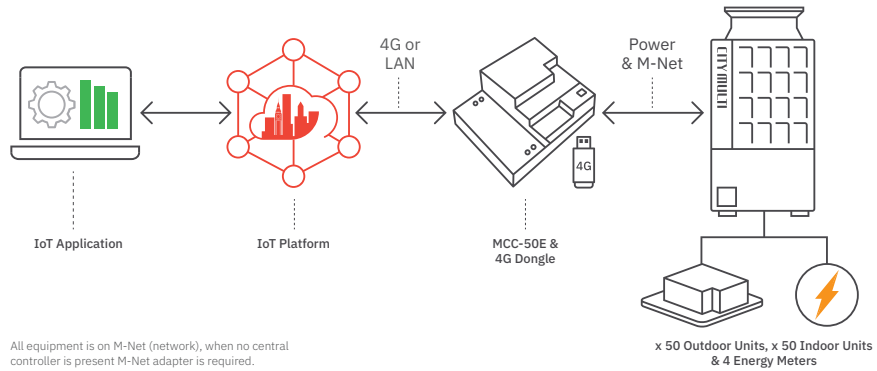 4G or
LAN
Power
& M-Net
CITY MULTI
4G
IoT Application
IoT Platform
MCC-50E &
4G Dongle
x 50 Outdoor Units, x 50 Indoor Units
& 4 Energy Meters
All equipment is on M-Net (network), when no central
controller is present M-Net adapter is required.